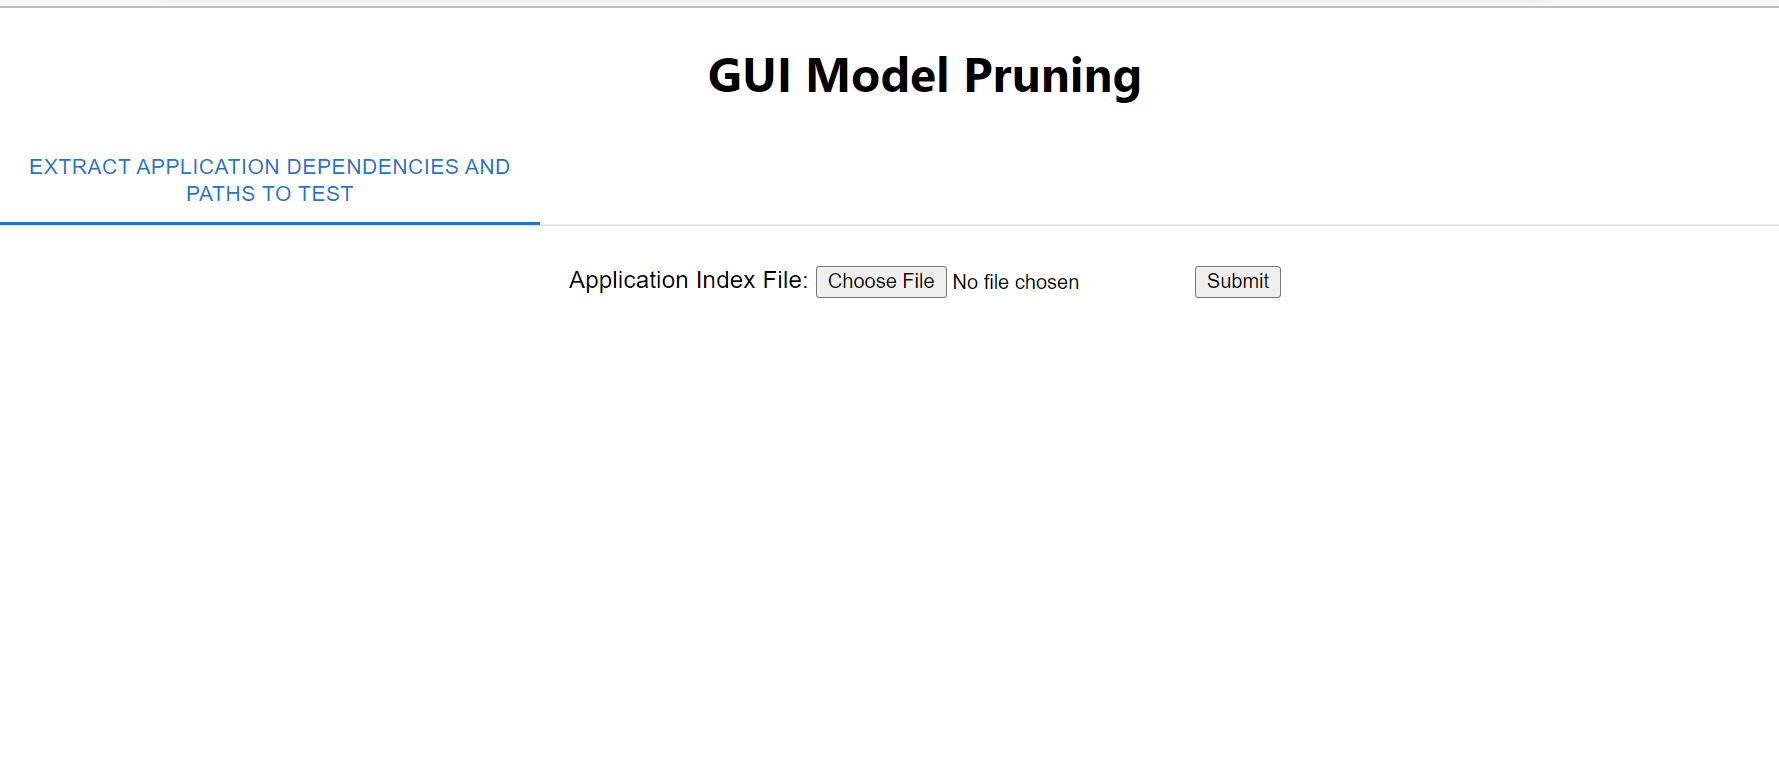 GUI Model Pruning
EXTRACT APPLICATION DEPENDENCIES AND
PATHS TO TEST
Application Index File: Choose File No file chosen Submit